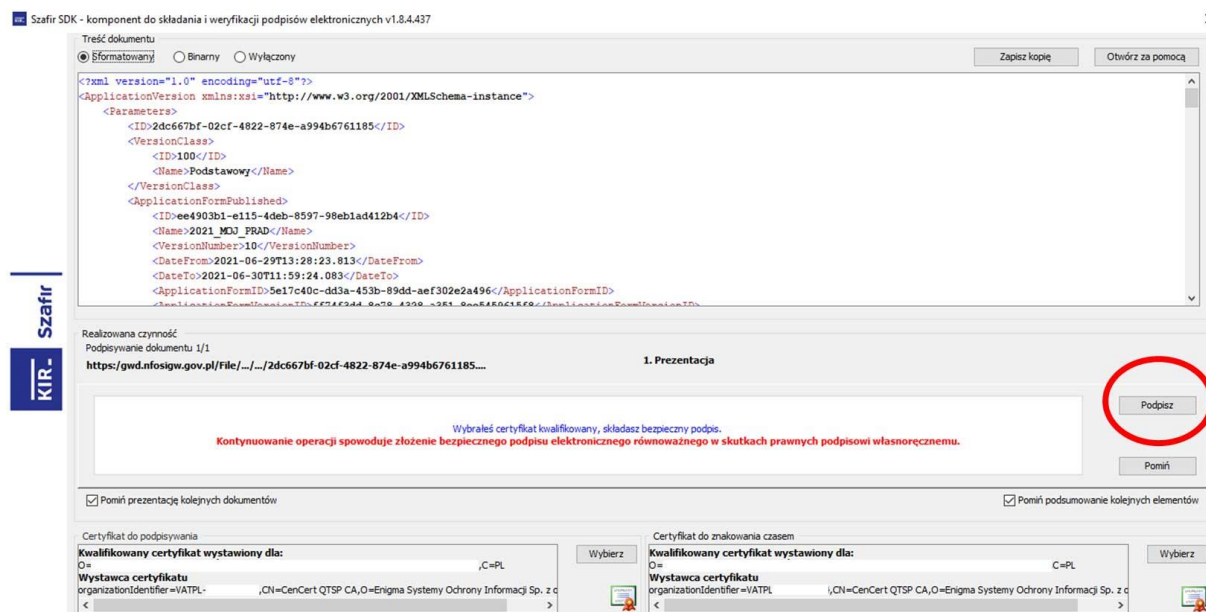 Szafir SDK - komponent do składania i weryfikacji podpisów elektronicznych v1.8.4.437
Treść dokumentu
Sformatowany Binarny Wyłączony Zapisz kopię Otwórz za pomocą
<?xml version="1.0" encoding="utf-8"?>
<ApplicationVersion xmlns:xsi="http://www.w3.org/2001/XMLSchema-instance">
<Parameters>
<ID>2dc667bf-02cf-4822-874e-a994b6761185</ID>
<VersionClass>
<ID>100</ID>
<Name>Podstawowy</Name>
</VersionClass>
<ApplicationFormPublished>
<ID>ee4903b1-e115-4deb-8597-98eb1ad412b4</ID>
<Name>2021_MOJ_PRAD</Name>
<VersionNumber>10</VersionNumber>
<DateFrom>2021-06-29T13:28:23.813</DateFrom>
<DateTo>2021-06-30T11:59:24.083</DateTo>
<ApplicationFormID>5e17c40c-dd3a-453b-89dd-aef302e2a496</ApplicationFormID>
KIR. Szafir
Realizowana czynność
Podpisywanie dokumentu 1/1
https:/gwd.nfosigw.gov.pl/File/.../.../2dc667bf-02cf-4822-874e-a994b6761185....
1. Prezentacja
Podpisz
Wybrałeś certyfikat kwalifikowany, składasz bezpieczny podpis.
Kontynuowanie operacji spowoduje złożenie bezpiecznego podpisu elektronicznego równoważnego w skutkach prawnych podpisowi własnoręcznemu.
Pomiń
Pomiń prezentację kolejnych dokumentów Pomiń podsumowanie kolejnych elementów
Certyfikat do podpisywania
Kwalifikowany certyfikat wystawiony dla: Wybierz
O= ,C=PL
Wystawca certyfikatu
organizationIdentifier=VATPL- ,CN=CenCert QTSP CA,O=Enigma Systemy Ochrony Informacji Sp. z o
Certyfikat do znakowania czasem
Kwalifikowany certyfikat wystawiony dla: Wybierz
O= C=PL
Wystawca certyfikatu
organizationIdentifier=VATPL ,CN=CenCert QTSP CA,O=Enigma Systemy Ochrony Informacji Sp. z o